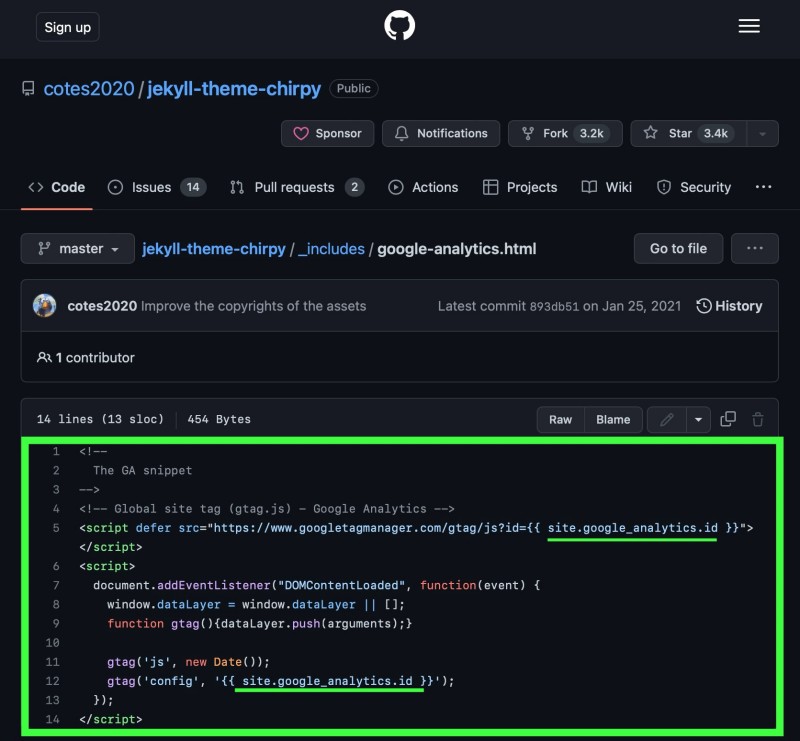 Sign up
cotes2020/jekyll-theme-chirpy Public
Sponsor Notifications Fork 3.2k Star 3.4k
<> Code Issues 14 Pull requests 2 Actions Projects Wiki Security ...
master jekyll-theme-chirpy / _includes / google-analytics.html Go to file ...
cotes2020 Improve the copyrights of the assets Latest commit 893db51 on Jan 25, 2021 History
1 contributor
14 lines (13 sloc) 454 Bytes Raw Blame
1 <!--
2   The GA snippet
3 -->
4 <!-- Global site tag (gtag.js) - Google Analytics -->
5 <script defer src="https://www.googletagmanager.com/gtag/js?id={{ site.google_analytics.id }}">
</script>
6 <script>
7   document.addEventListener("DOMContentLoaded", function(event) {
8     window.dataLayer = window.dataLayer || [];
9     function gtag(){dataLayer.push(arguments);}
10
11     gtag('js', new Date());
12     gtag('config', '{{ site.google_analytics.id }}');
13   });
14 </script>